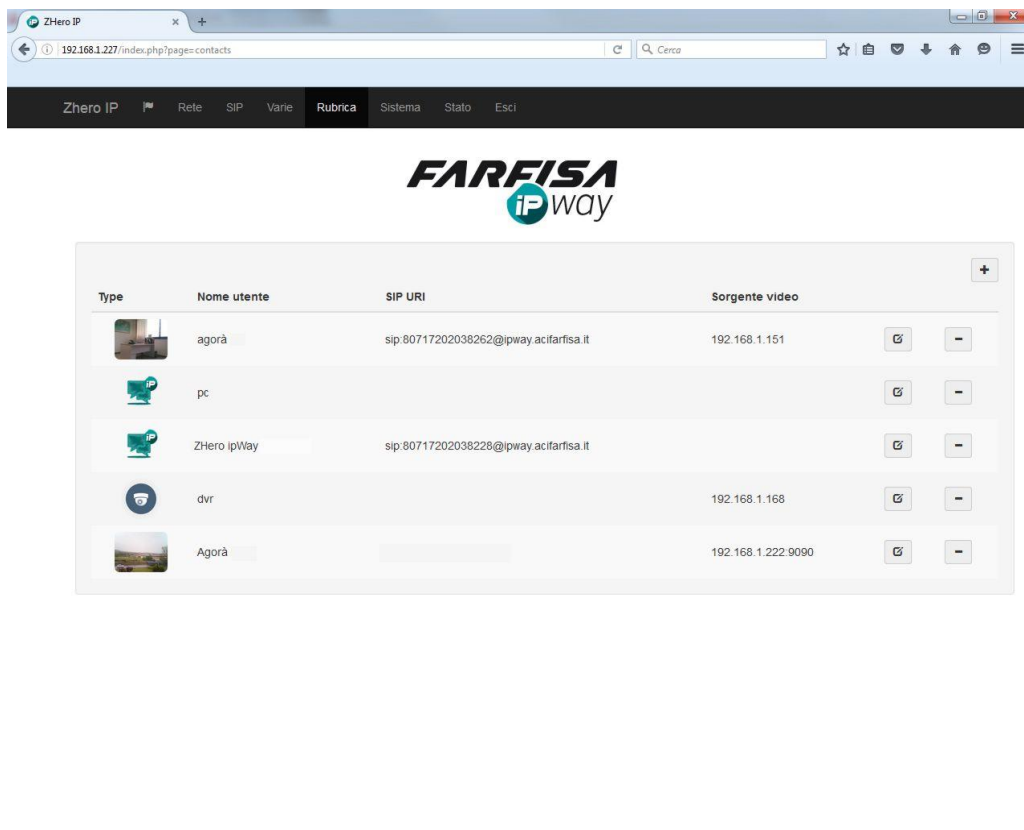 ZHero IP
192.168.1.227/index.php?page=contacts
Cerca
Zhero IP Rete SIP Varie Rubrica Sistema Stato Esci
FARFISA
iP way
Type Nome utente SIP URI Sorgente video
agorà sip:80717202038262@ipway.acifarfisa.it 192.168.1.151
pc
ZHero ipWay sip:80717202038228@ipway.acifarfisa.it
dvr 192.168.1.168
Agorà 192.168.1.222:9090